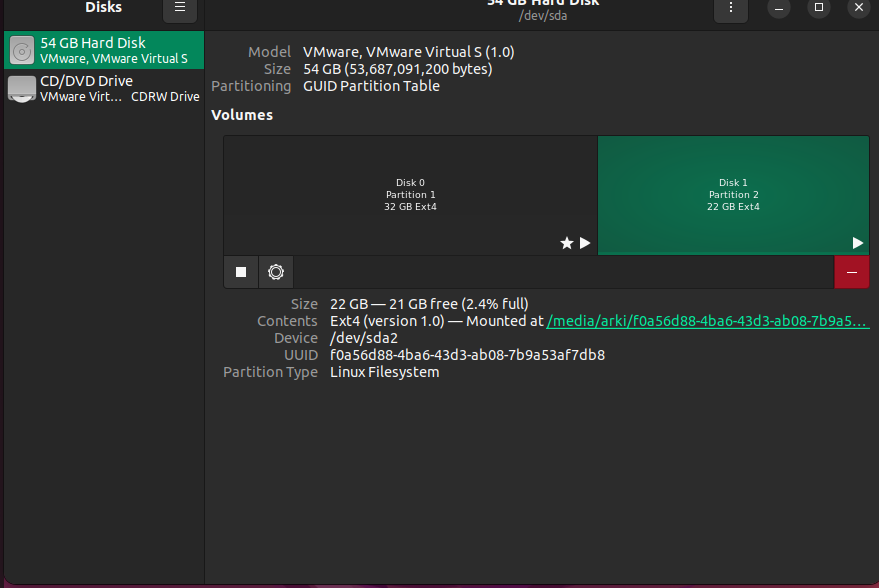 Disks
54 GB Hard Disk
/dev/sda
54 GB Hard Disk
VMware, VMware Virtual S
CD/DVD Drive
VMware Virt… CDRW Drive
Model VMware, VMware Virtual S (1.0)
Size 54 GB (53,687,091,200 bytes)
Partitioning GUID Partition Table
Volumes
Disk 0
Partition 1
32 GB Ext4
Disk 1
Partition 2
22 GB Ext4
Size 22 GB — 21 GB free (2.4% full)
Contents Ext4 (version 1.0) — Mounted at /media/arki/f0a56d88-4ba6-43d3-ab08-7b9a5…
Device /dev/sda2
UUID f0a56d88-4ba6-43d3-ab08-7b9a53af7db8
Partition Type Linux Filesystem